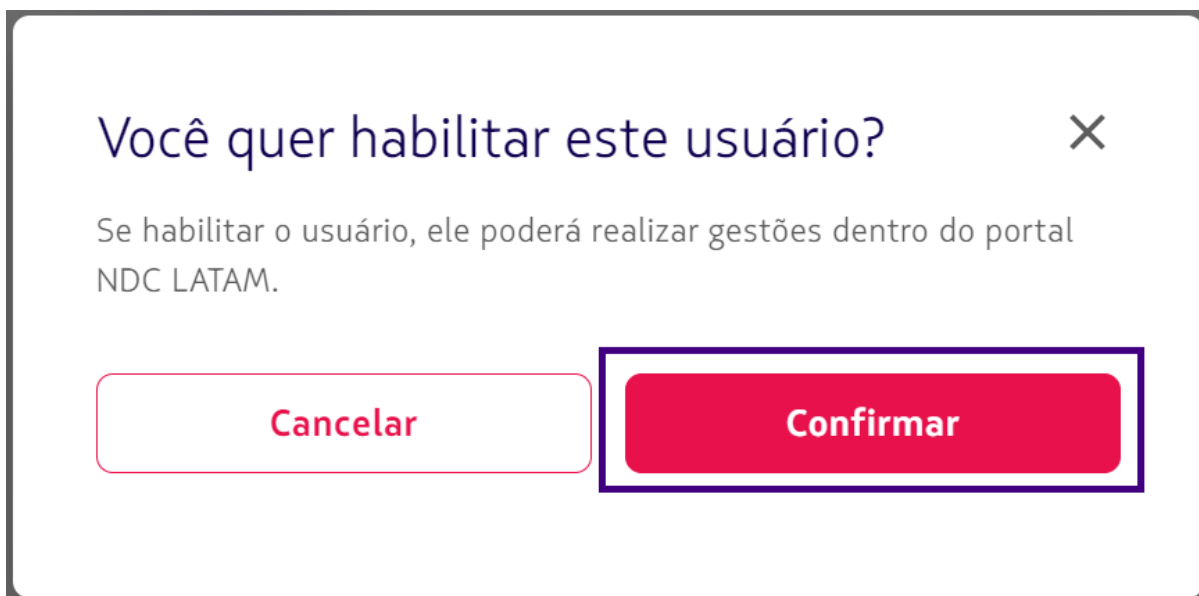 Você quer habilitar este usuário?
Se habilitar o usuário, ele poderá realizar gestões dentro do portal
NDC LATAM.
Cancelar
Confirmar